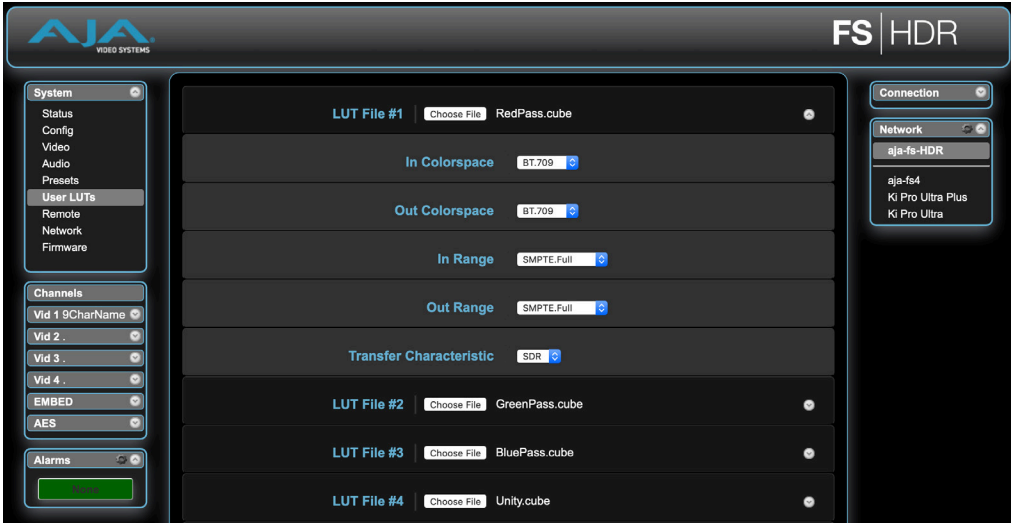 AJA
VIDEO SYSTEMS
FS|HDR
System
Status
Config
Video
Audio
Presets
User LUTs
Remote
Network
Firmware
Channels
Vid 1 9CharName
Vid 2 .
Vid 3 .
Vid 4 .
EMBED
AES
Alarms
None
LUT File #1 Choose File RedPass.cube
In Colorspace BT.709
Out Colorspace BT.709
In Range SMPTE.Full
Out Range SMPTE.Full
Transfer Characteristic SDR
LUT File #2 Choose File GreenPass.cube
LUT File #3 Choose File BluePass.cube
LUT File #4 Choose File Unity.cube
Connection
Network
aja-fs-HDR
aja-fs4
Ki Pro Ultra Plus
Ki Pro Ultra